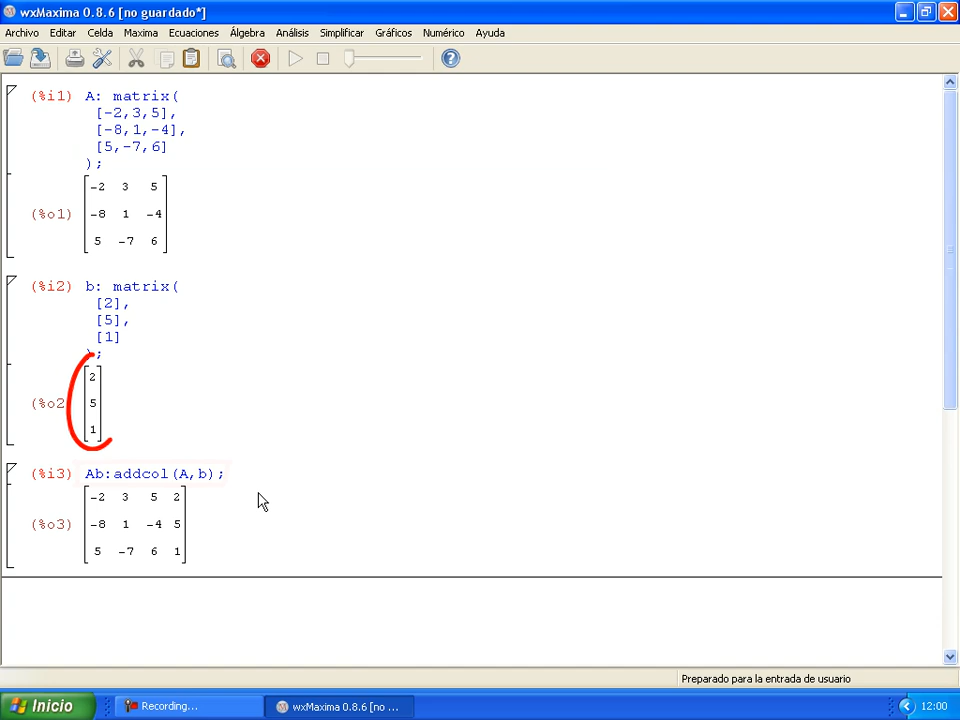 wxMaxima 0.8.6 [no guardado*]
Archivo Editar Celda Maxima Ecuaciones Álgebra Análisis Simplificar Gráficos Numérico Ayuda
(%i1) A: matrix(
[-2,3,5],
[-8,1,-4],
[5,-7,6]
);
-2 3 5
(%o1) -8 1 -4
5 -7 6
(%i2) b: matrix(
[2],
[5],
[1]
);
2
(%o2 5
1
(%i3) Ab:addcol(A,b);
-2 3 5 2
(%o3) -8 1 -4 5
5 -7 6 1
Preparado para la entrada de usuario
Inicio Recording... wxMaxima 0.8.6 [no ... 12:00